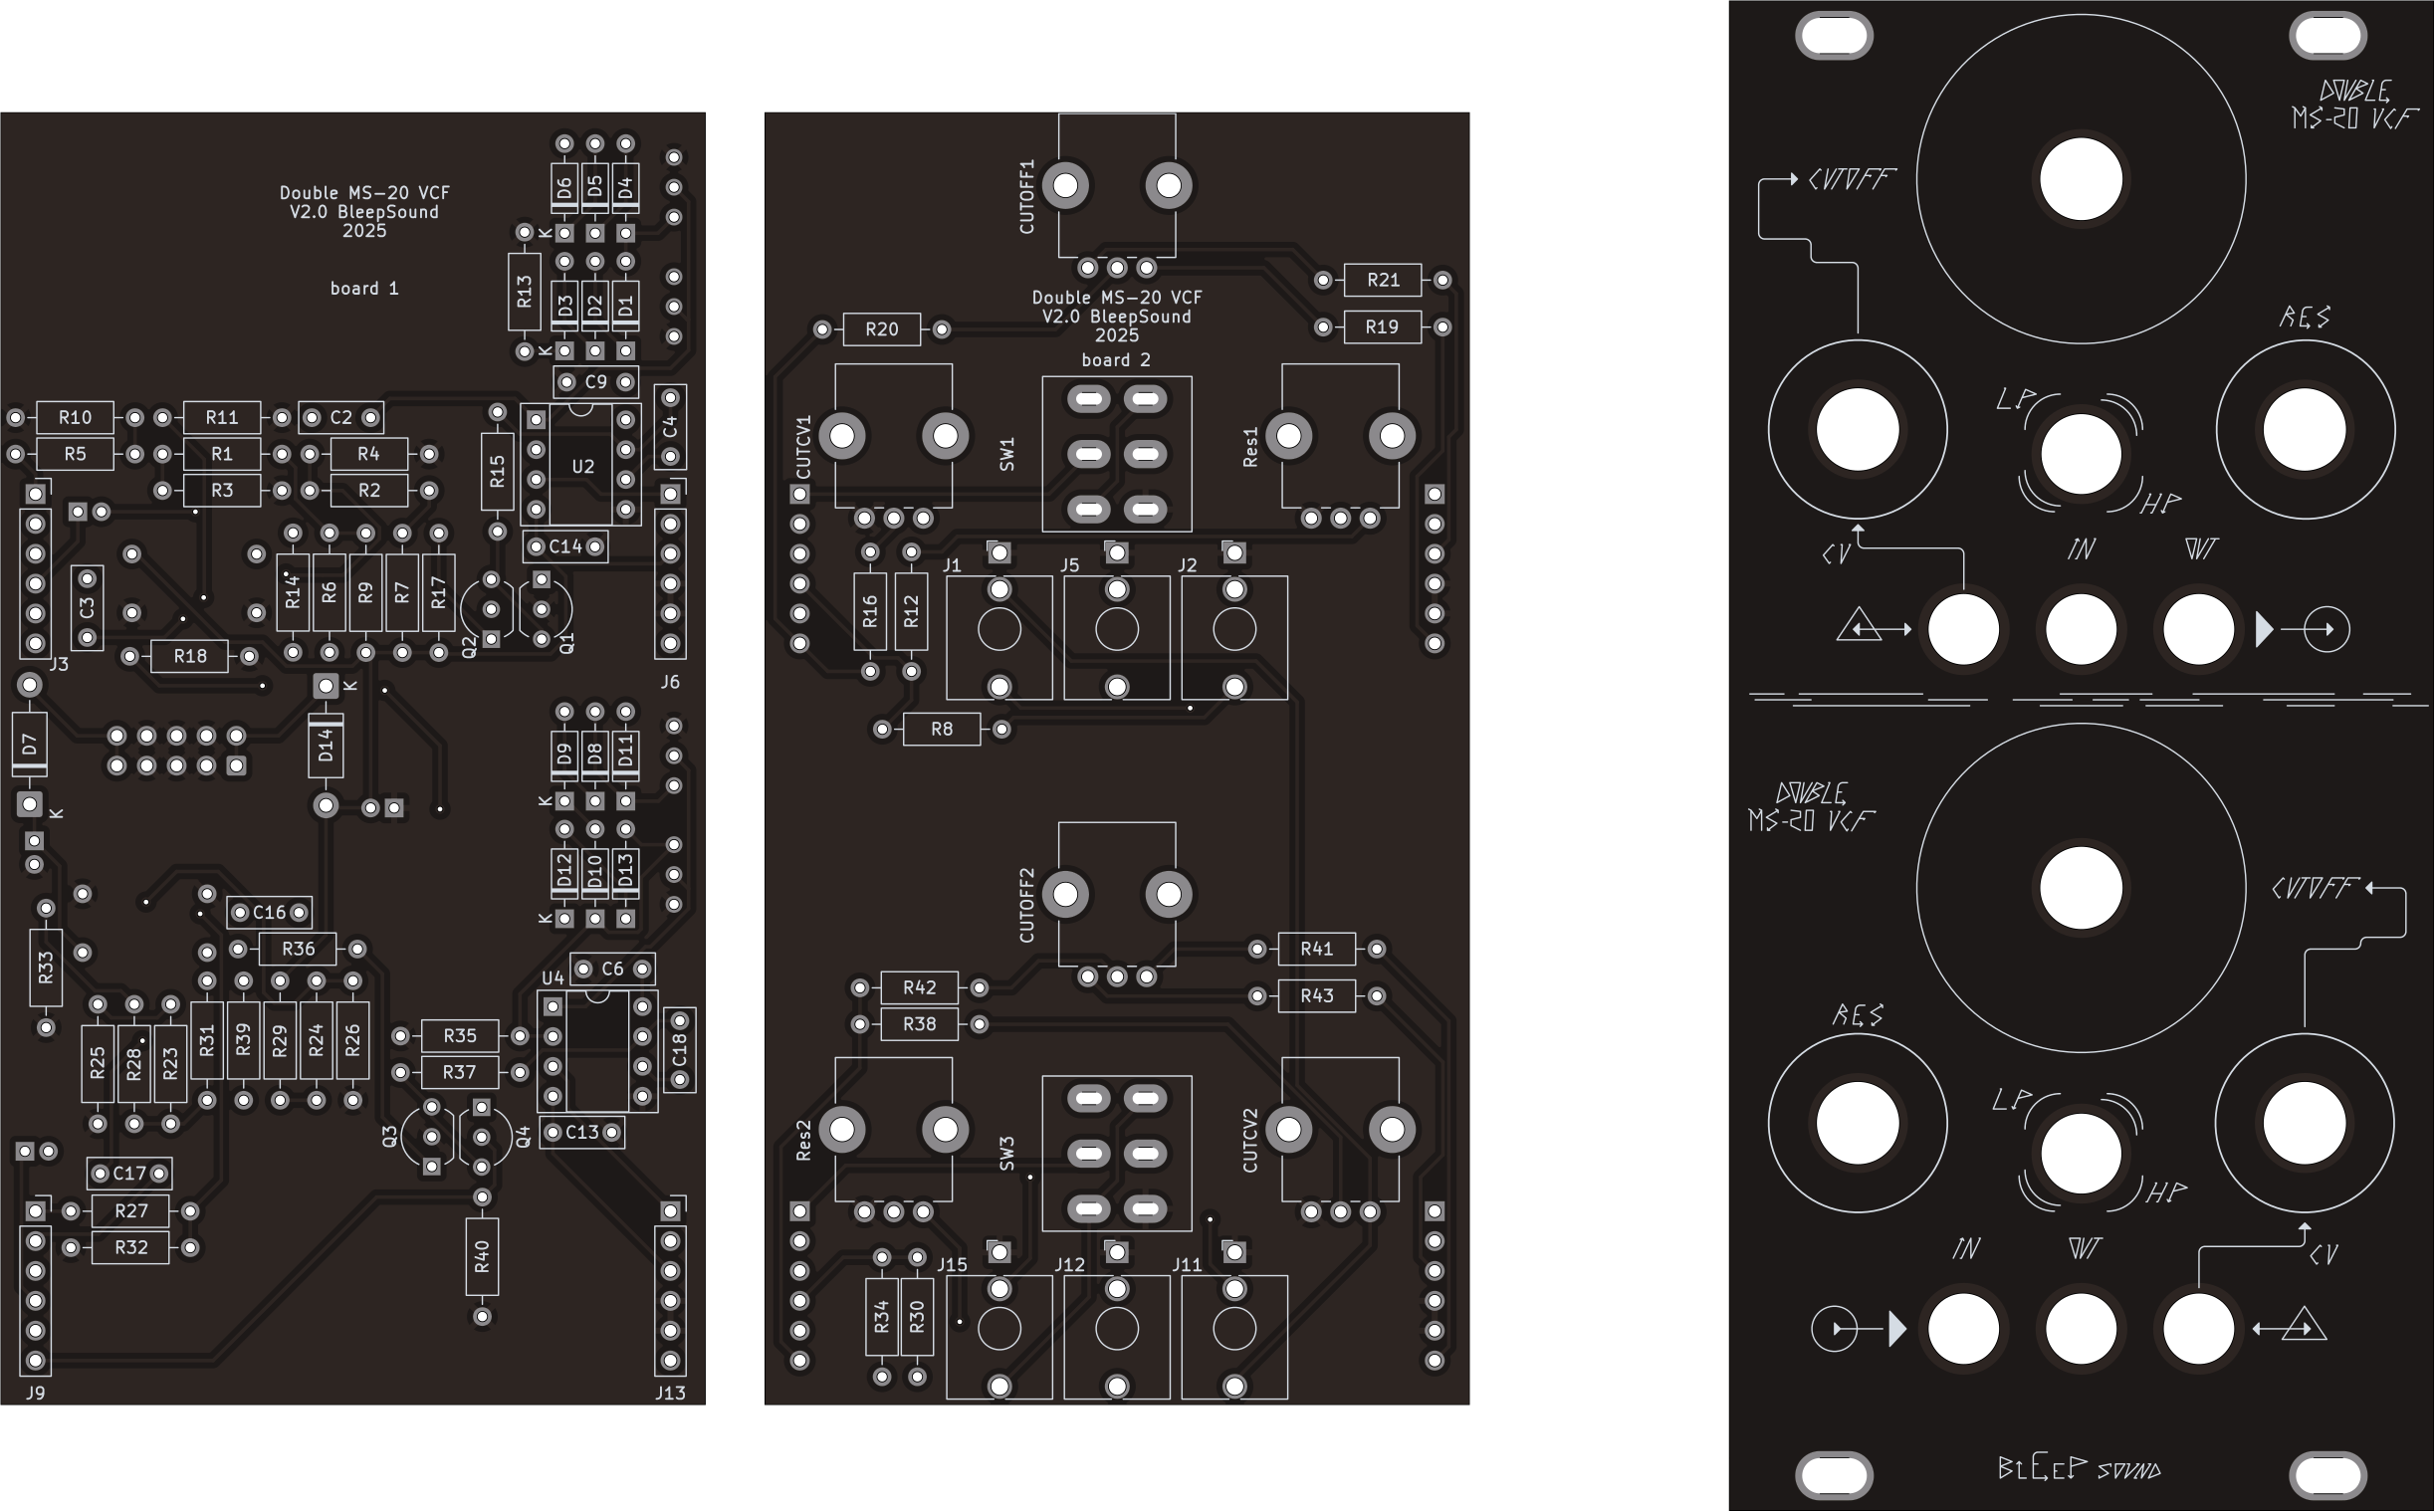 Double MS-20 VCF
V2.0 BleepSound
2025
board 1
D6
D5
D4
K
R13
D3
D2
D1
K
C9
R10
R11
C2
C4
R5
R1
R4
R15
U2
R3
R2
C14
C3
R14
R6
R9
R7
R17
Q2
Q1
R18
J3
J6
K
D7
D14
K
D9
D8
D11
K
D12
D10
D13
K
C16
R33
R36
U4
C6
R25
R28
R23
R31
R39
R29
R24
R26
R35
R37
C18
Q3
Q4
C13
C17
R27
R32
R40
J9
J13
CUTOFF1
R21
R19
R20
Double MS-20 VCF
V2.0 BleepSound
2025
board 2
CUTCV1
SW1
Res1
J1
J5
J2
R16
R12
R8
CUTOFF2
R41
R42
R43
R38
Res2
SW3
CUTCV2
J15
J12
J11
R34
R30
DOUBLE
MS-20 VCF
CUTOFF
RES
LP
HP
CV
IN
OUT
DOUBLE
MS-20 VCF
CUTOFF
RES
LP
HP
IN
OUT
CV
BLEEP SOUND